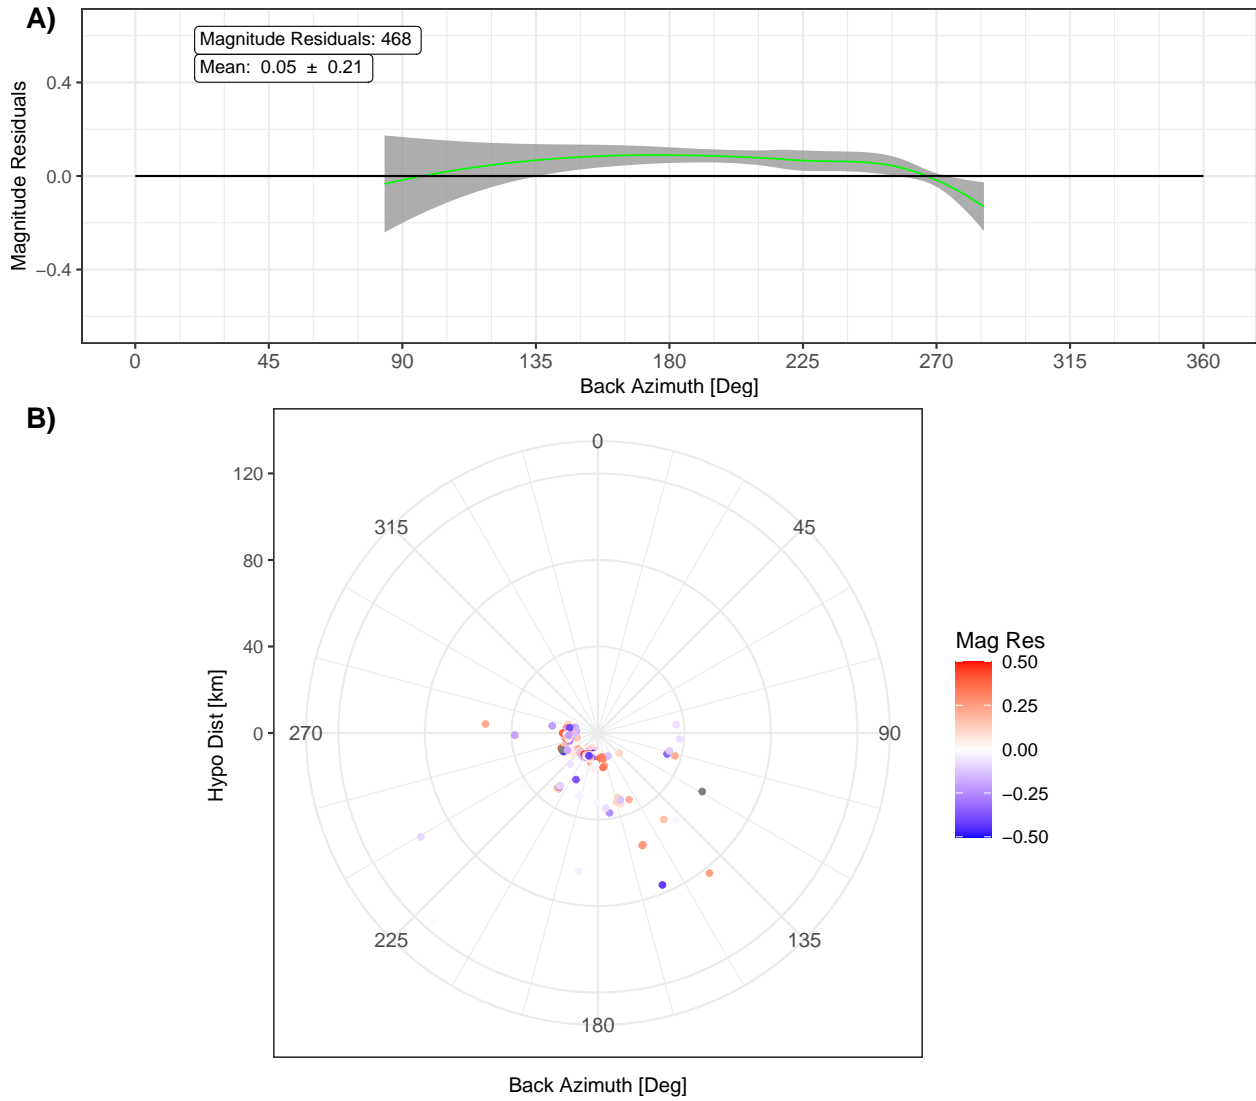 A)
Magnitude Residuals: 468
Mean:  0.05  ±  0.21
0.4
0.0
−0.4
Magnitude Residuals
0 45 90 135 180 225 270 315 360
Back Azimuth [Deg]
B)
0
45
90
135
180
225
270
315
120
80
40
0
Hypo Dist [km]
Back Azimuth [Deg]
Mag Res
0.50
0.25
0.00
−0.25
−0.50